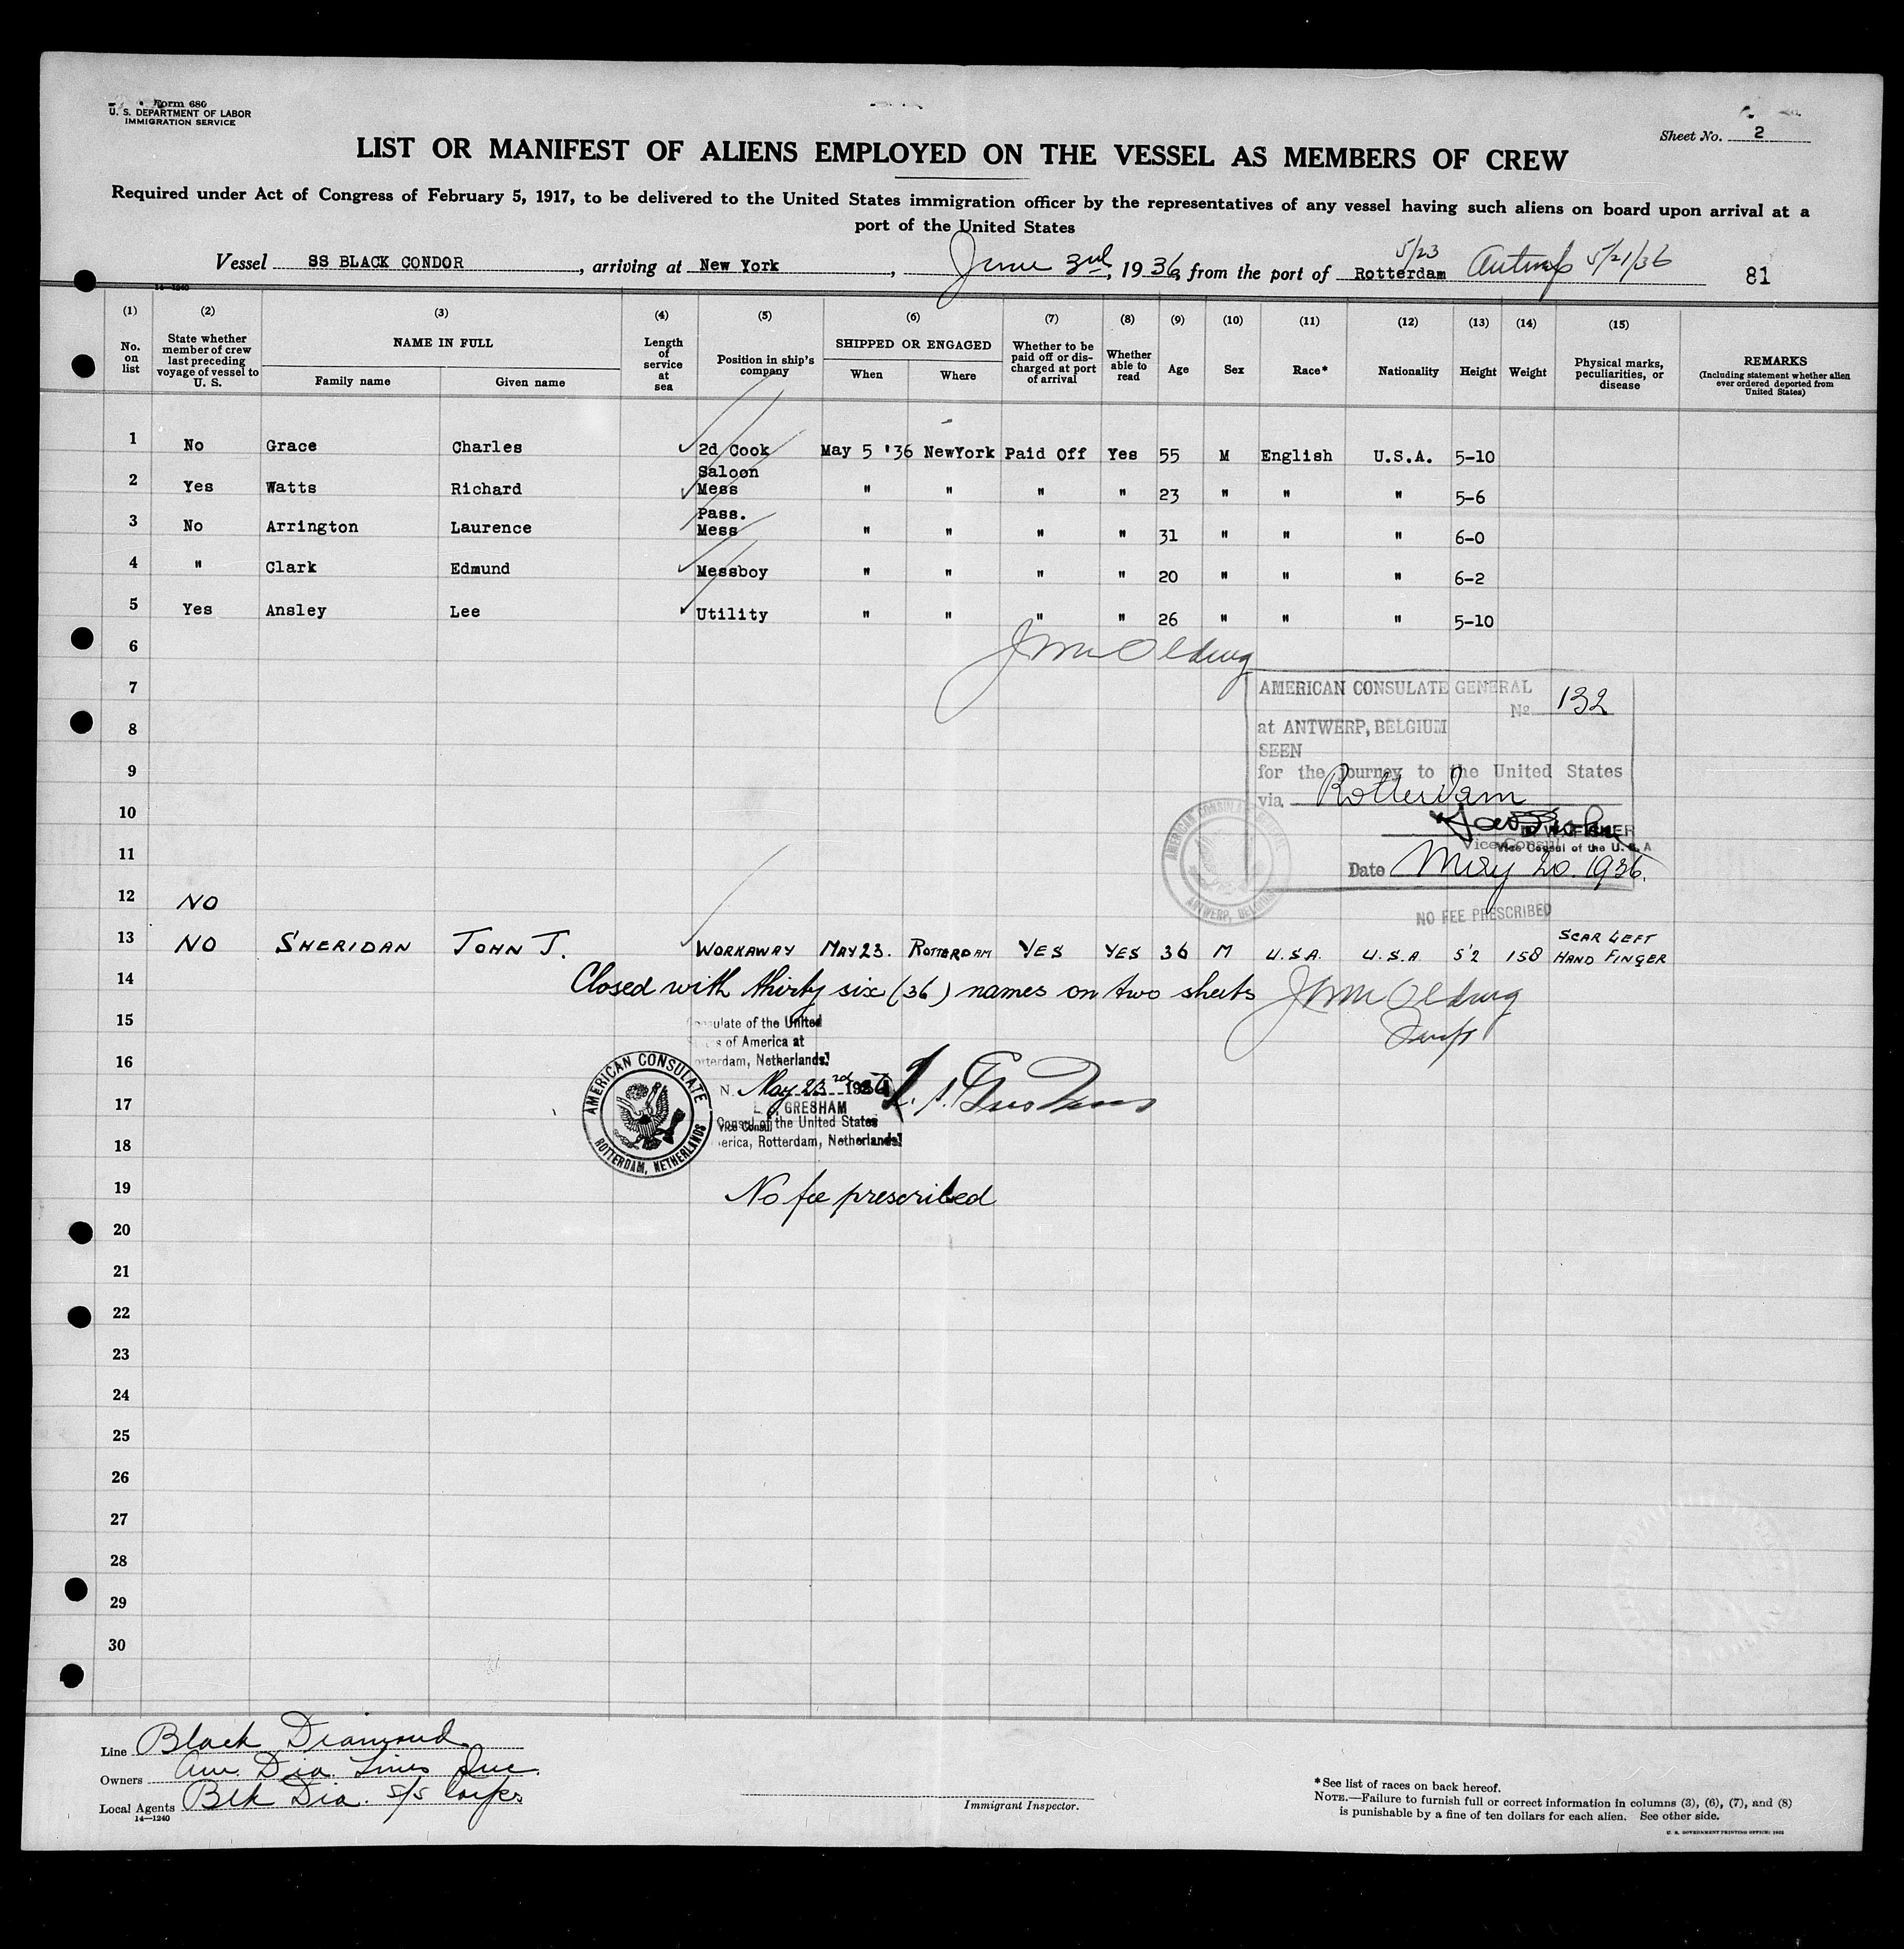 Form 680
U. S. DEPARTMENT OF LABOR
IMMIGRATION SERVICE
Sheet No. 2
LIST OR MANIFEST OF ALIENS EMPLOYED ON THE VESSEL AS MEMBERS OF CREW
Required under Act of Congress of February 5, 1917, to be delivered to the United States immigration officer by the representatives of any vessel having such aliens on board upon arrival at a
port of the United States
Vessel SS BLACK CONDOR, arriving at New York, June 3rd, 1936, from the port of Rotterdam 5/23 Antwp 5/21/36
81
14—1240
(1) (2) (3) (4) (5) (6) (7) (8) (9) (10) (11) (12) (13) (14) (15)
No. on list
State whether member of crew last preceding voyage of vessel to U. S.
NAME IN FULL
Family name
Given name
Length of service at sea
Position in ship's company
SHIPPED OR ENGAGED
When
Where
Whether to be paid off or discharged at port of arrival
Whether able to read
Age
Sex
Race*
Nationality
Height
Weight
Physical marks, peculiarities, or disease
REMARKS
(Including statement whether alien ever ordered deported from United States)
1 No Grace Charles 2d Cook May 5 '36 NewYork Paid Off Yes 55 M English U.S.A. 5-10
2 Yes Watts Richard Saloon Mess " " " " 23 " " " 5-6
3 No Arrington Laurence Pass. Mess " " " " 31 " " " 6-0
4 " Clark Edmund Messboy " " " " 20 " " " 6-2
5 Yes Ansley Lee Utility " " " " 26 " " " 5-10
6
7
8
9
10
11
AMERICAN CONSULATE GENERAL
No 132
at ANTWERP, BELGIUM
SEEN
for the journey to the United States
via Rotterdam
Vice Consul of the U. S. A
Date May 20. 1936.
AMERICAN CONSULATE GENERAL
ANTWERP, BELGIUM
NO FEE PRESCRIBED
12 NO
13 NO SHERIDAN JOHN J. WORKAWAY MAY 23. ROTTERDAM YES YES 36 M U.S.A. U.S.A 5'2 158 SCAR LEFT HAND FINGER
14 Closed with thirty six (36) names on two sheets
15
16
17
18
Consulate of the United
States of America at
Rotterdam, Netherlands.
May 23rd 1936
L. J. GRESHAM
Vice Consul
Consul of the United States
America, Rotterdam, Netherlands.
AMERICAN CONSULATE
ROTTERDAM, NETHERLANDS
19 No fee prescribed
20
21
22
23
24
25
26
27
28
29
30
Line Black Diamond
Owners Am. Dia. Lines Inc.
Local Agents Blk Dia. S/S Corp
14—1240
Immigrant Inspector.
*See list of races on back hereof.
NOTE.—Failure to furnish full or correct information in columns (3), (6), (7), and (8)
is punishable by a fine of ten dollars for each alien. See other side.